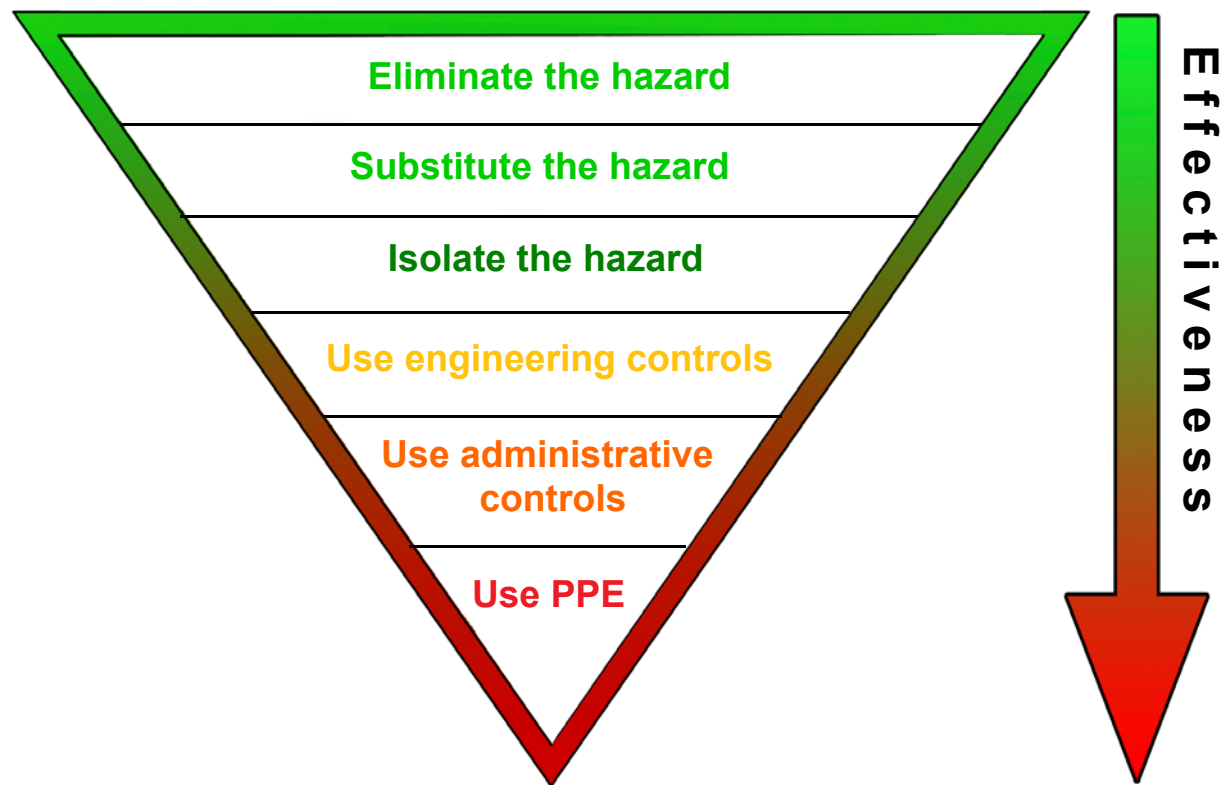 Eliminate the hazard
Substitute the hazard
Isolate the hazard
Use engineering controls
Use administrative
controls
Use PPE
Effectiveness